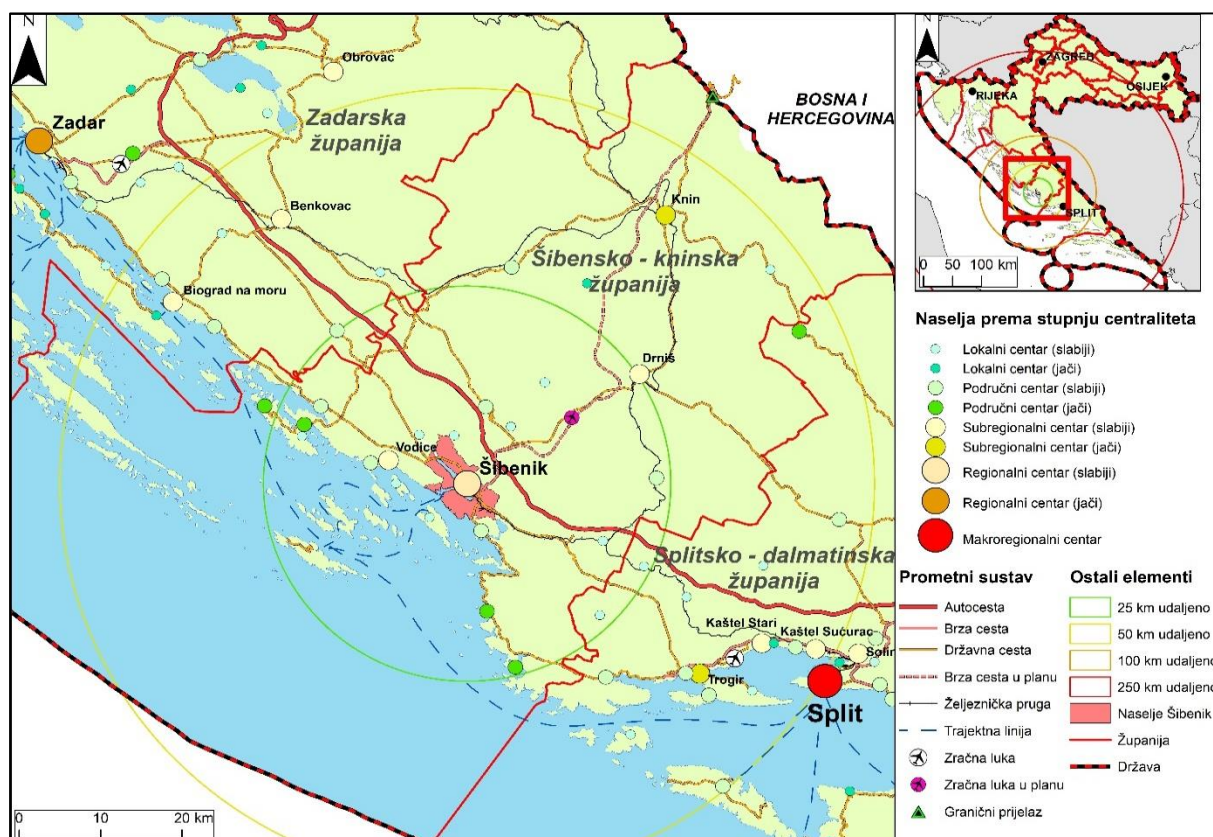 N
Obrovac
BOSNA I
HERCEGOVINA
Zadar
Zadarska
županija
Benkovac
Knin
Šibensko - kninska
županija
Biograd na moru
Drniš
Vodice
Šibenik
Splitsko - dalmatinska
županija
Kaštel Stari
Kaštel Sućurac
Solin
Trogir
Split
0 10 20 km
N
ZAGREB
OSIJEK
RIJEKA
SPLIT
0 50 100 km
Naselja prema stupnju centraliteta
Lokalni centar (slabiji)
Lokalni centar (jači)
Područni centar (slabiji)
Područni centar (jači)
Subregionalni centar (slabiji)
Subregionalni centar (jači)
Regionalni centar (slabiji)
Regionalni centar (jači)
Makroregionalni centar
Prometni sustav
Autocesta
Brza cesta
Državna cesta
Brza cesta u planu
Željeznička pruga
Trajektna linija
Zračna luka
Zračna luka u planu
Granični prijelaz
Ostali elementi
25 km udaljeno
50 km udaljeno
100 km udaljeno
250 km udaljeno
Naselje Šibenik
Županija
Država